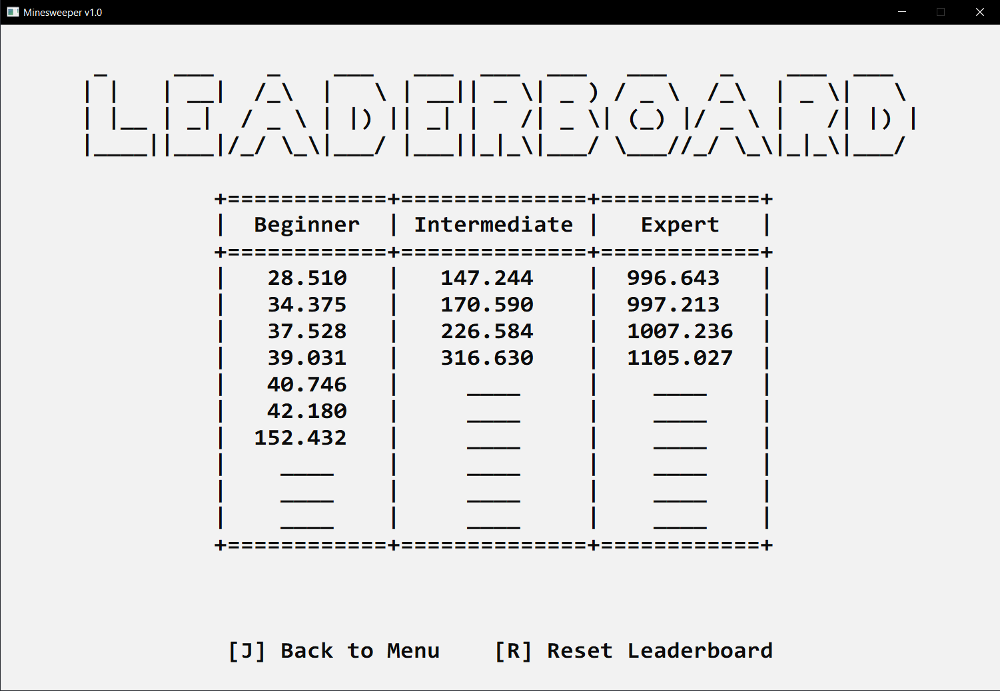 Minesweeper v1.0
LEADERBOARD
Beginner | Intermediate | Expert
28.510 | 147.244 | 996.643
34.375 | 170.590 | 997.213
37.528 | 226.584 | 1007.236
39.031 | 316.630 | 1105.027
40.746 | ____ | ____
42.180 | ____ | ____
152.432 | ____ | ____
____ | ____ | ____
____ | ____ | ____
____ | ____ | ____
[J] Back to Menu [R] Reset Leaderboard